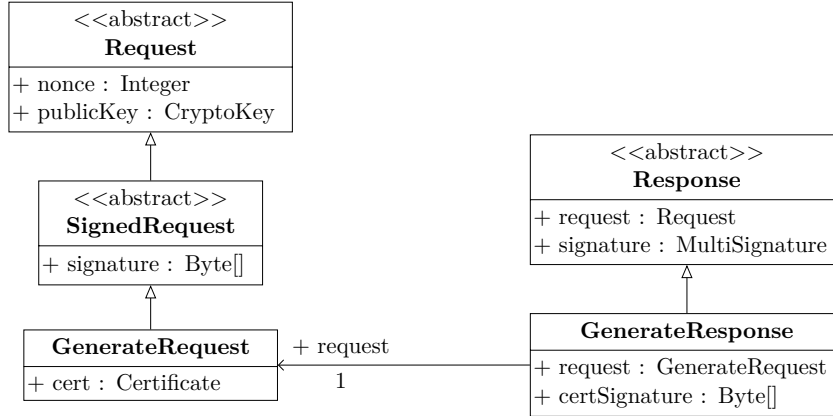 <<abstract>>
Request
+ nonce : Integer
+ publicKey : CryptoKey
<<abstract>>
SignedRequest
+ signature : Byte[]
GenerateRequest
+ cert : Certificate
+ request
1
<<abstract>>
Response
+ request : Request
+ signature : MultiSignature
GenerateResponse
+ request : GenerateRequest
+ certSignature : Byte[]